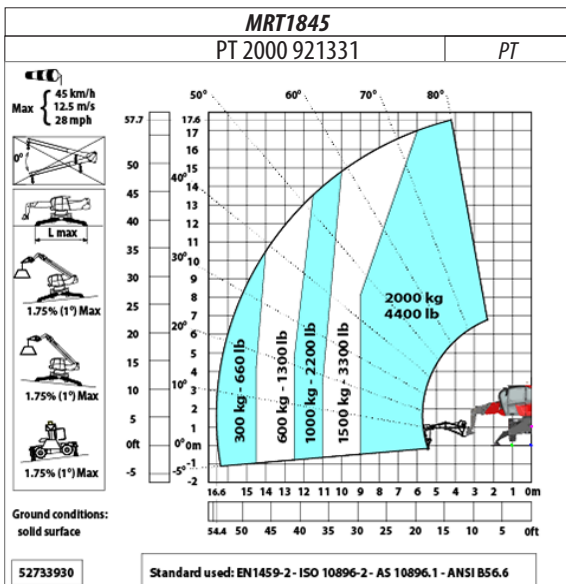 MRT1845
PT 2000 921331
PT
Max { 45 km/h
12.5 m/s
28 mph
0°
L max
1.75% (1°) Max
1.75% (1°) Max
1.75% (1°) Max
Ground conditions:
solid surface
52733930
50° 60° 70° 80°
57.7 17.6
17
16
50 15
14
45 40°
13
40 12
11
35 10
30° 9
30
25 8
7
20 6
20° 5
15
4
10 10° 3
2
5 1
0ft 0° 0m
-5 -5° -1
-2
300 kg - 660 lb
600 kg - 1300 lb
1000 kg - 2200 lb
1500 kg - 3300 lb
2000 kg
4400 lb
16.6 15 14 13 12 11 10 9 8 7 6 5 4 3 2 1 0m
54.4 50 45 40 35 30 25 20 15 10 5 0ft
Standard used: EN1459-2 - ISO 10896-2 - AS 10896.1 - ANSI B56.6